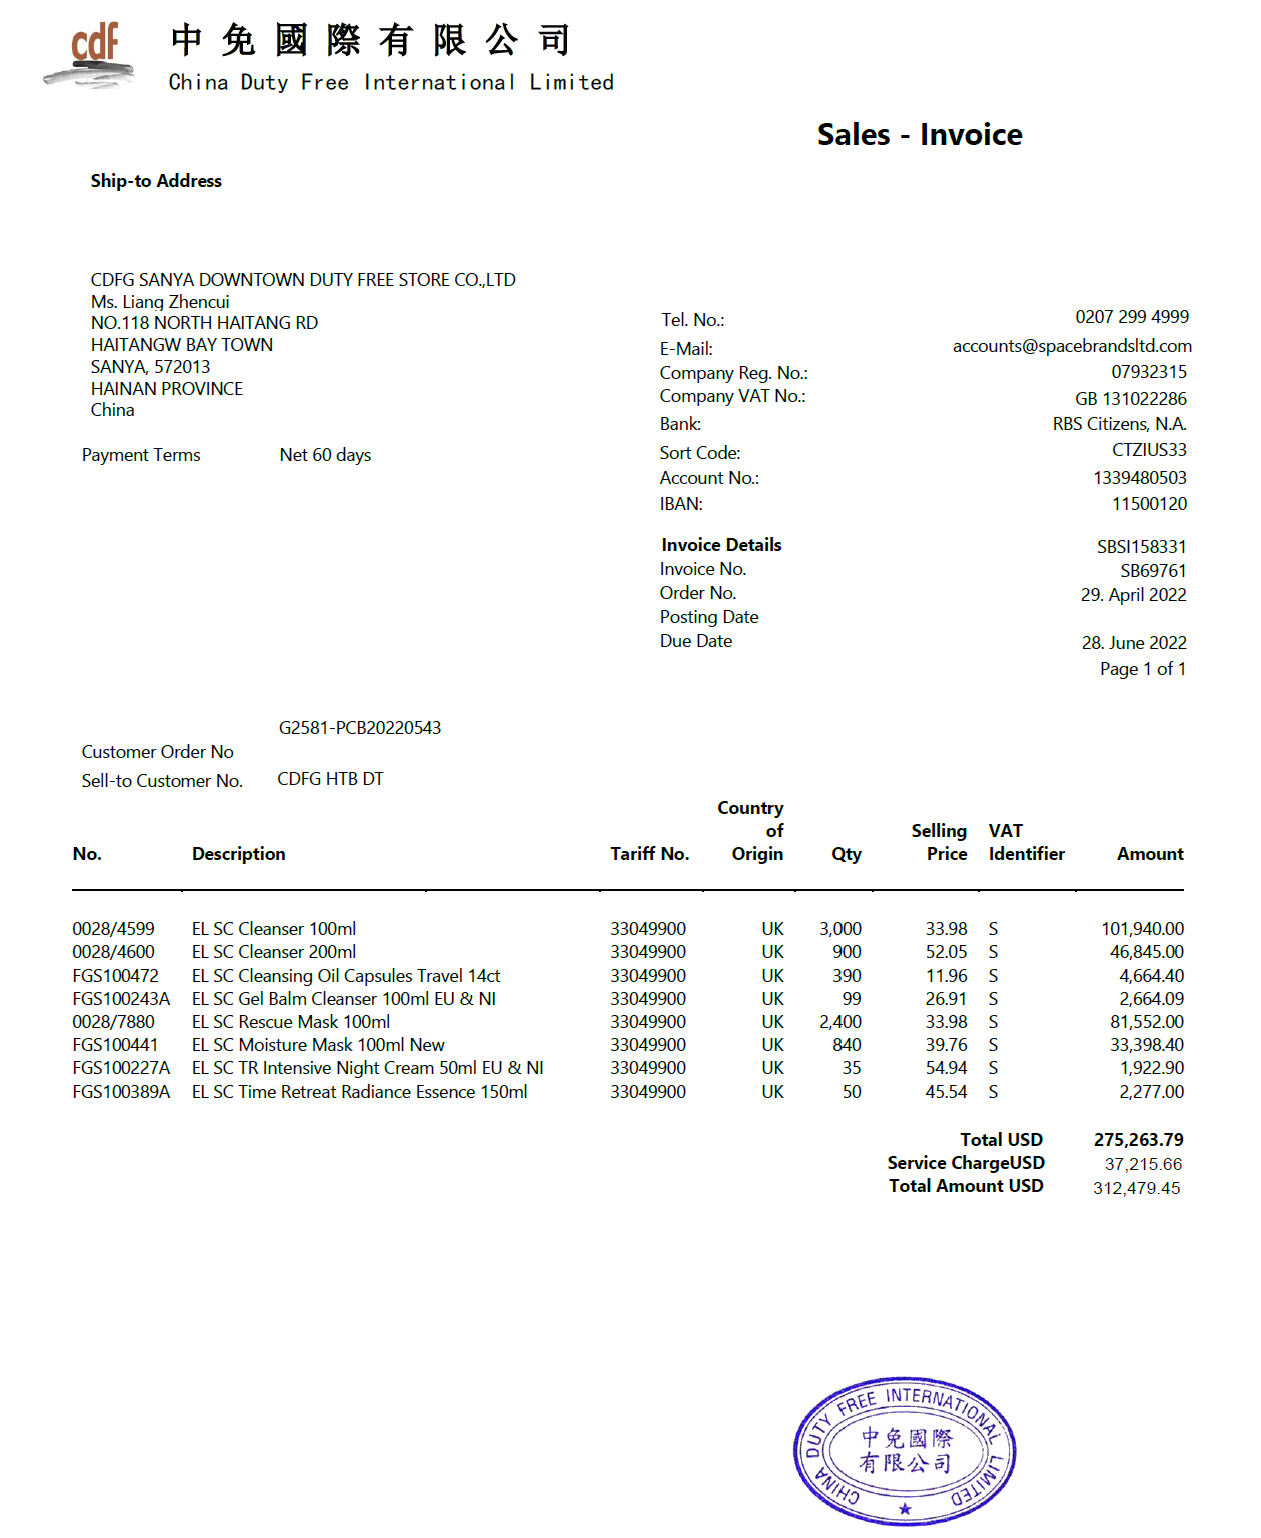 cdf
中免國際有限公司
China Duty Free International Limited
Sales - Invoice
Ship-to Address
CDFG SANYA DOWNTOWN DUTY FREE STORE CO.,LTD
Ms. Liang Zhencui
NO.118 NORTH HAITANG RD
HAITANGW BAY TOWN
SANYA, 572013
HAINAN PROVINCE
China
Payment Terms Net 60 days
Tel. No.: 0207 299 4999
E-Mail: accounts@spacebrandsltd.com
Company Reg. No.: 07932315
Company VAT No.: GB 131022286
Bank: RBS Citizens, N.A.
Sort Code: CTZIUS33
Account No.: 1339480503
IBAN: 11500120
Invoice Details SBSI158331
Invoice No. SB69761
Order No. 29. April 2022
Posting Date
Due Date 28. June 2022
Page 1 of 1
G2581-PCB20220543
Customer Order No
Sell-to Customer No. CDFG HTB DT
Country
of Selling VAT
No. Description Tariff No. Origin Qty Price Identifier Amount
0028/4599 EL SC Cleanser 100ml 33049900 UK 3,000 33.98 S 101,940.00
0028/4600 EL SC Cleanser 200ml 33049900 UK 900 52.05 S 46,845.00
FGS100472 EL SC Cleansing Oil Capsules Travel 14ct 33049900 UK 390 11.96 S 4,664.40
FGS100243A EL SC Gel Balm Cleanser 100ml EU & NI 33049900 UK 99 26.91 S 2,664.09
0028/7880 EL SC Rescue Mask 100ml 33049900 UK 2,400 33.98 S 81,552.00
FGS100441 EL SC Moisture Mask 100ml New 33049900 UK 840 39.76 S 33,398.40
FGS100227A EL SC TR Intensive Night Cream 50ml EU & NI 33049900 UK 35 54.94 S 1,922.90
FGS100389A EL SC Time Retreat Radiance Essence 150ml 33049900 UK 50 45.54 S 2,277.00
Total USD 275,263.79
Service ChargeUSD 37,215.66
Total Amount USD 312,479.45
CHINA DUTY FREE INTERNATIONAL LIMITED
中免國際
有限公司